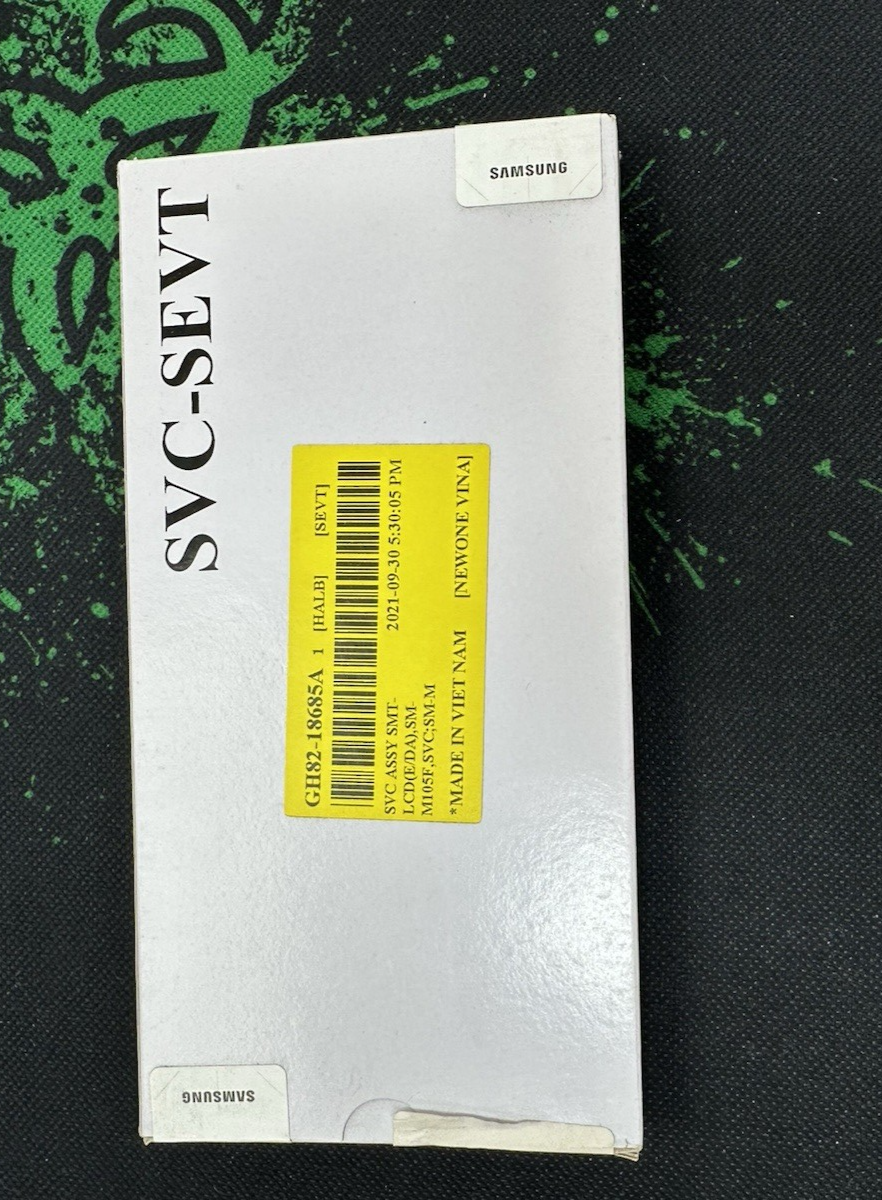 SAMSUNG
SVC-SEVT
GH82-18685A 1 [HALB] [SEVT]
SVC ASSY SMT- 2021-09-30 5:30:05 PM
LCD(E/DA),SM-
M105F,SVC;SM-M
*MADE IN VIET NAM [NEWONE VINA]
SAMSUNG